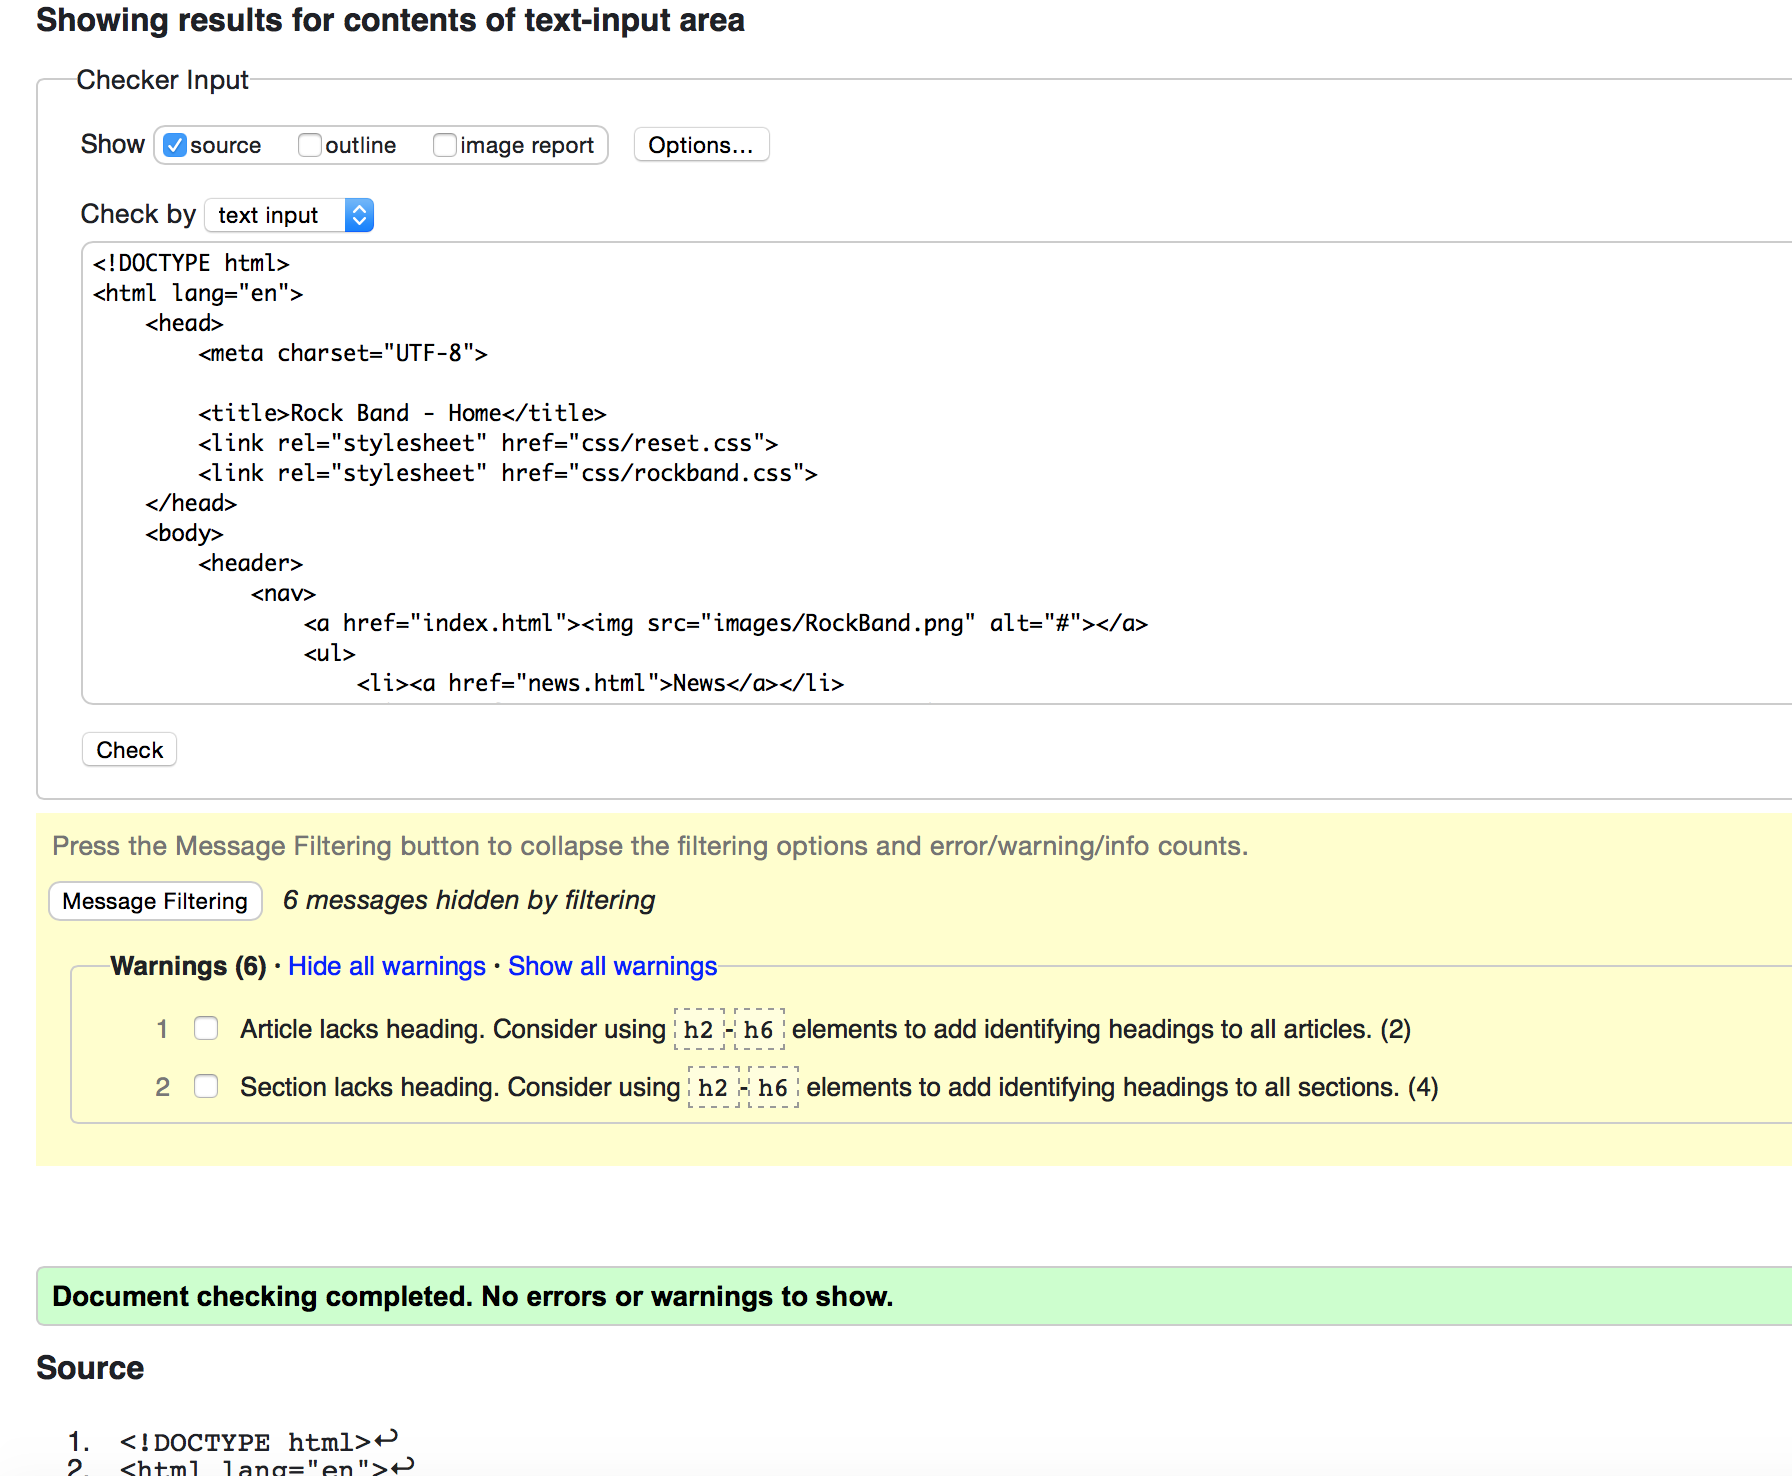 Showing results for contents of text-input area
Checker Input
Show source outline image report Options...
Check by text input
<!DOCTYPE html>
<html lang="en">
<head>
<meta charset="UTF-8">
<title>Rock Band - Home</title>
<link rel="stylesheet" href="css/reset.css">
<link rel="stylesheet" href="css/rockband.css">
</head>
<body>
<header>
<nav>
<a href="index.html"><img src="images/RockBand.png" alt="#"></a>
<ul>
<li><a href="news.html">News</a></li>
Check
Press the Message Filtering button to collapse the filtering options and error/warning/info counts.
Message Filtering 6 messages hidden by filtering
Warnings (6) · Hide all warnings · Show all warnings
1 Article lacks heading. Consider using h2-h6 elements to add identifying headings to all articles. (2)
2 Section lacks heading. Consider using h2-h6 elements to add identifying headings to all sections. (4)
Document checking completed. No errors or warnings to show.
Source
1. <!DOCTYPE html>↩
2. <html lang="en">↩